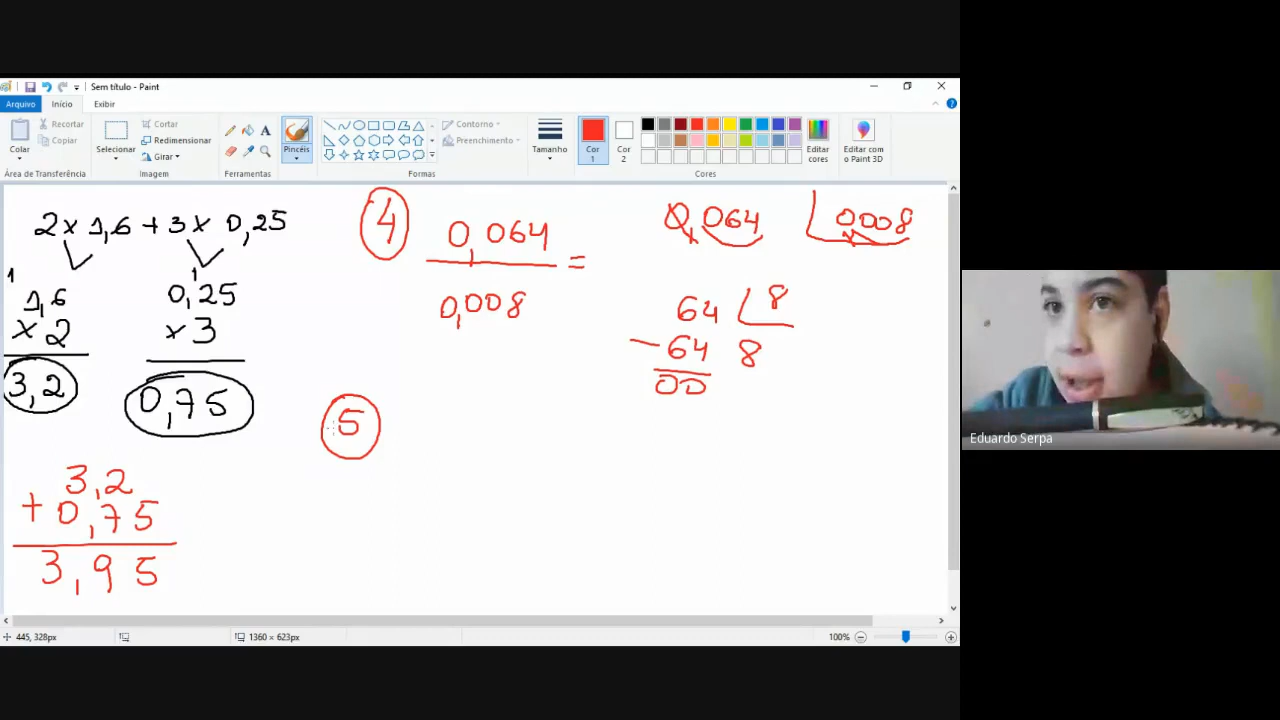 Sem título - Paint
Arquivo
Início
Exibir
Colar
Recortar
Copiar
Área de Transferência
Selecionar
Cortar
Redimensionar
Girar
Imagem
A
Ferramentas
Pincéis
Formas
Contorno
Preenchimento
Tamanho
Cor 1
Cor 2
Editar cores
Cores
Editar com o Paint 3D
2 x 1,6 + 3 x 0,25
1
1,6
x 2
3,2
1
0,25
x 3
0,75
3,2
+ 0,75
3,95
4
0,064
=
0,008
0,064
0,008
64
8
- 64
8
00
5
Eduardo Serpa
445, 328px
1360 × 623px
100%